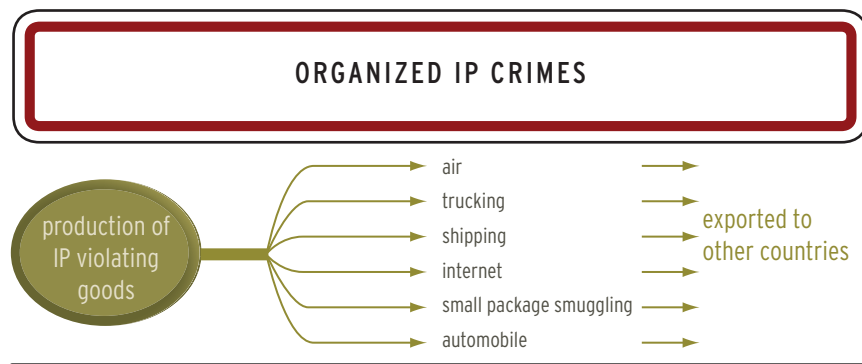 ORGANIZED IP CRIMES
production of
IP violating
goods
air
trucking
shipping
internet
small package smuggling
automobile
exported to
other countries